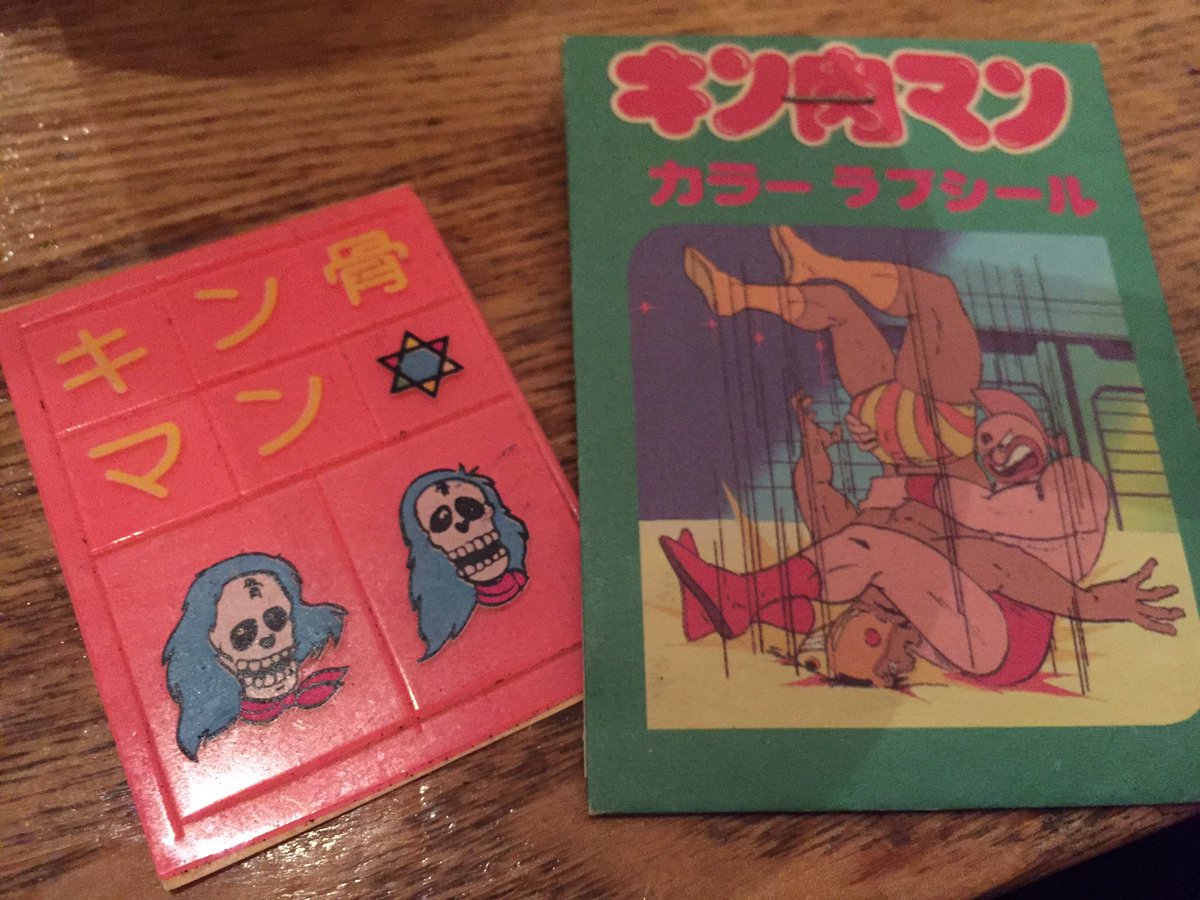 キン骨
マン
キン肉マン
カラー ラフシール